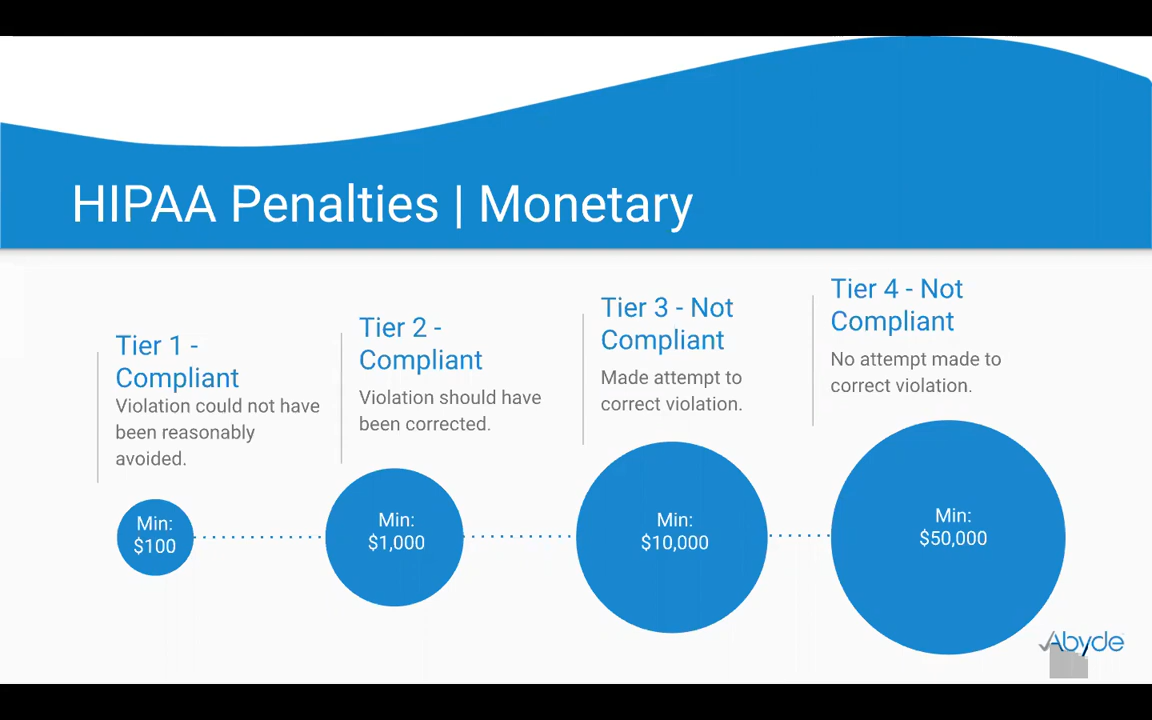 HIPAA Penalties | Monetary
Tier 1 -
Compliant
Violation could not have
been reasonably
avoided.
Min:
$100
Tier 2 -
Compliant
Violation should have
been corrected.
Min:
$1,000
Tier 3 - Not
Compliant
Made attempt to
correct violation.
Min:
$10,000
Tier 4 - Not
Compliant
No attempt made to
correct violation.
Min:
$50,000
Abyde